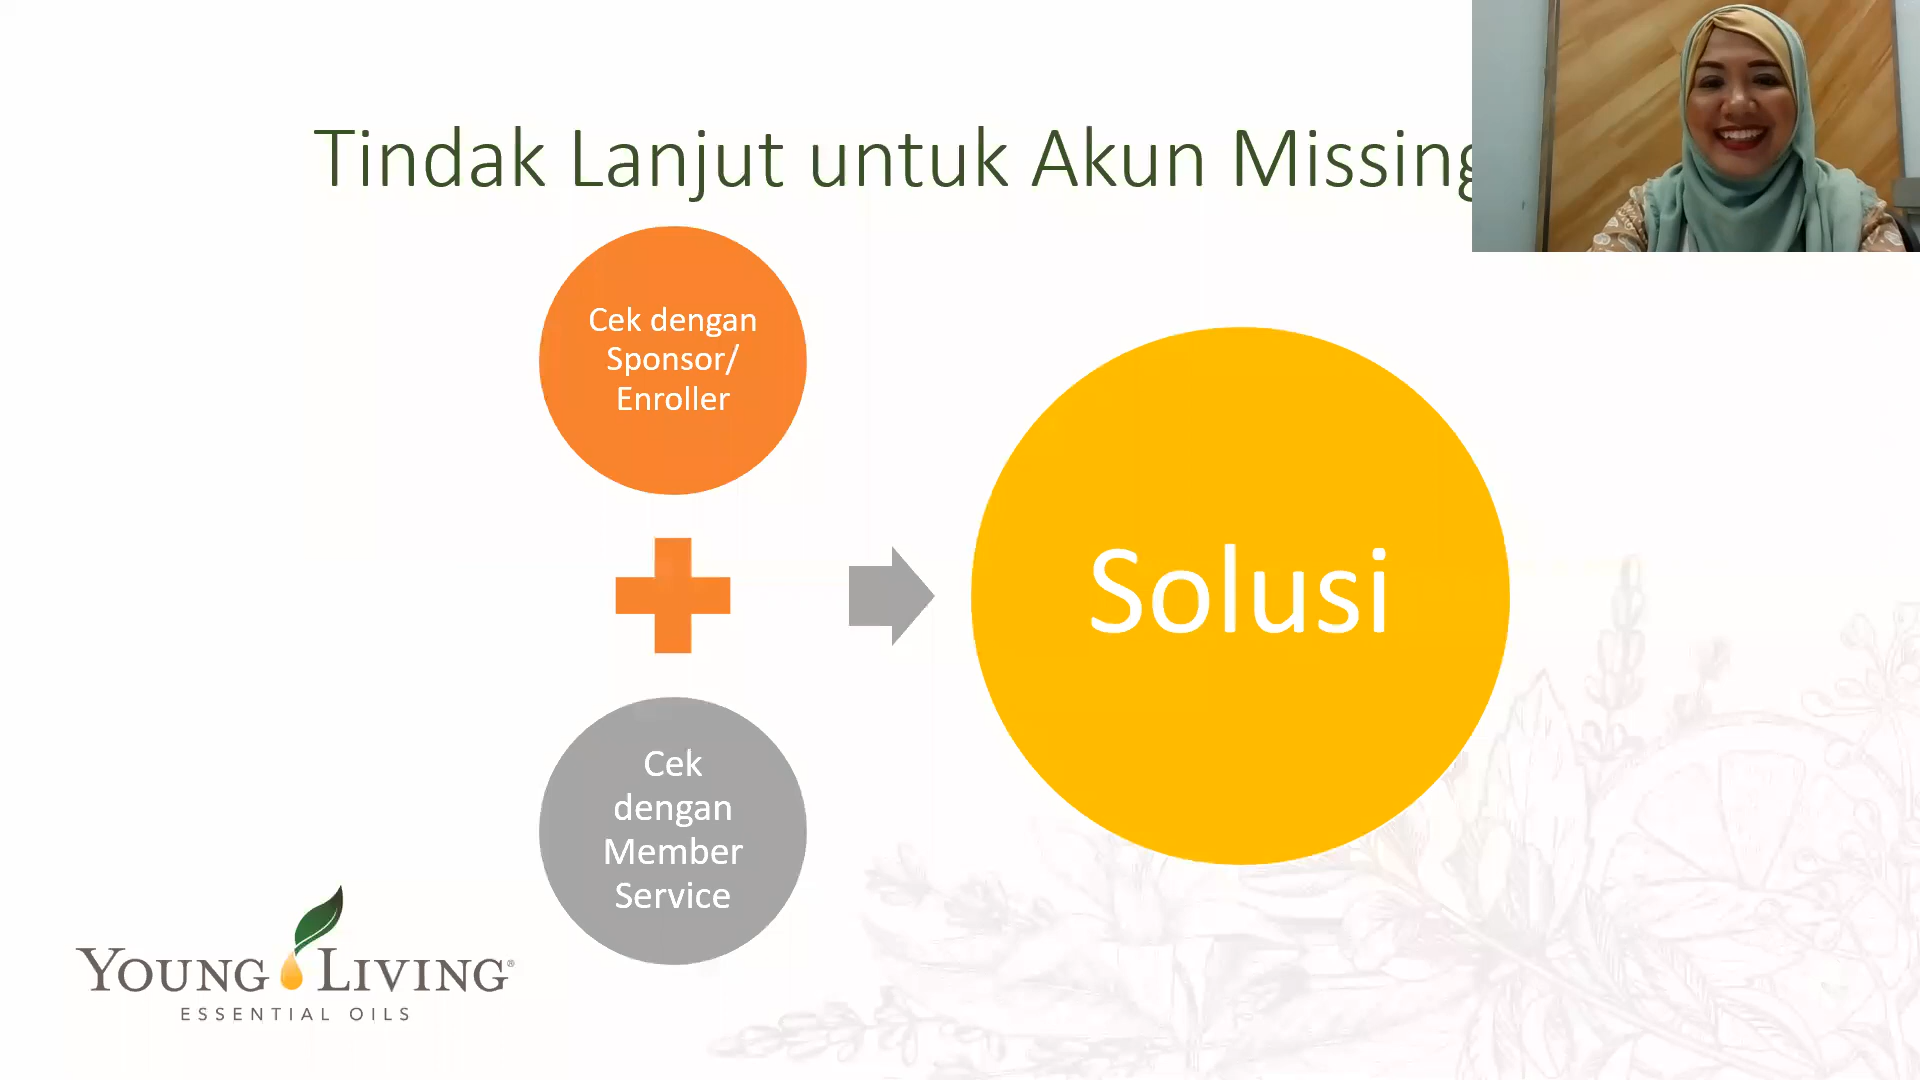 Tindak Lanjut untuk Akun Missing
Cek dengan
Sponsor/
Enroller
Cek
dengan
Member
Service
Solusi
YOUNG LIVING®
ESSENTIAL OILS